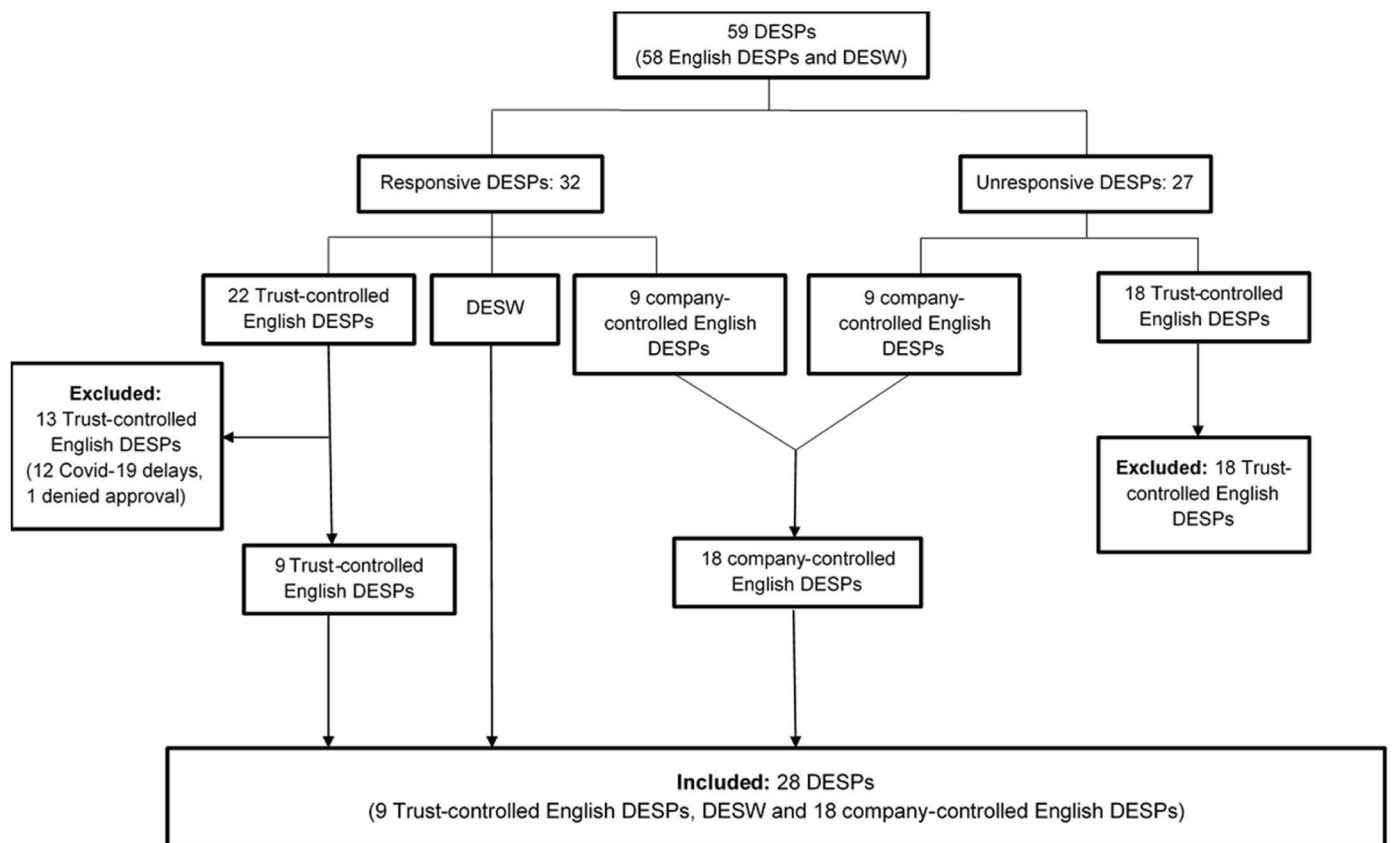 59 DESPs
(58 English DESPs and DESW)
Responsive DESPs: 32
Unresponsive DESPs: 27
22 Trust-controlled
English DESPs
DESW
9 company-
controlled English
DESPs
9 company-
controlled English
DESPs
18 Trust-controlled
English DESPs
Excluded:
13 Trust-controlled
English DESPs
(12 Covid-19 delays,
1 denied approval)
Excluded: 18 Trust-
controlled English
DESPs
9 Trust-controlled
English DESPs
18 company-controlled
English DESPs
Included: 28 DESPs
(9 Trust-controlled English DESPs, DESW and 18 company-controlled English DESPs)